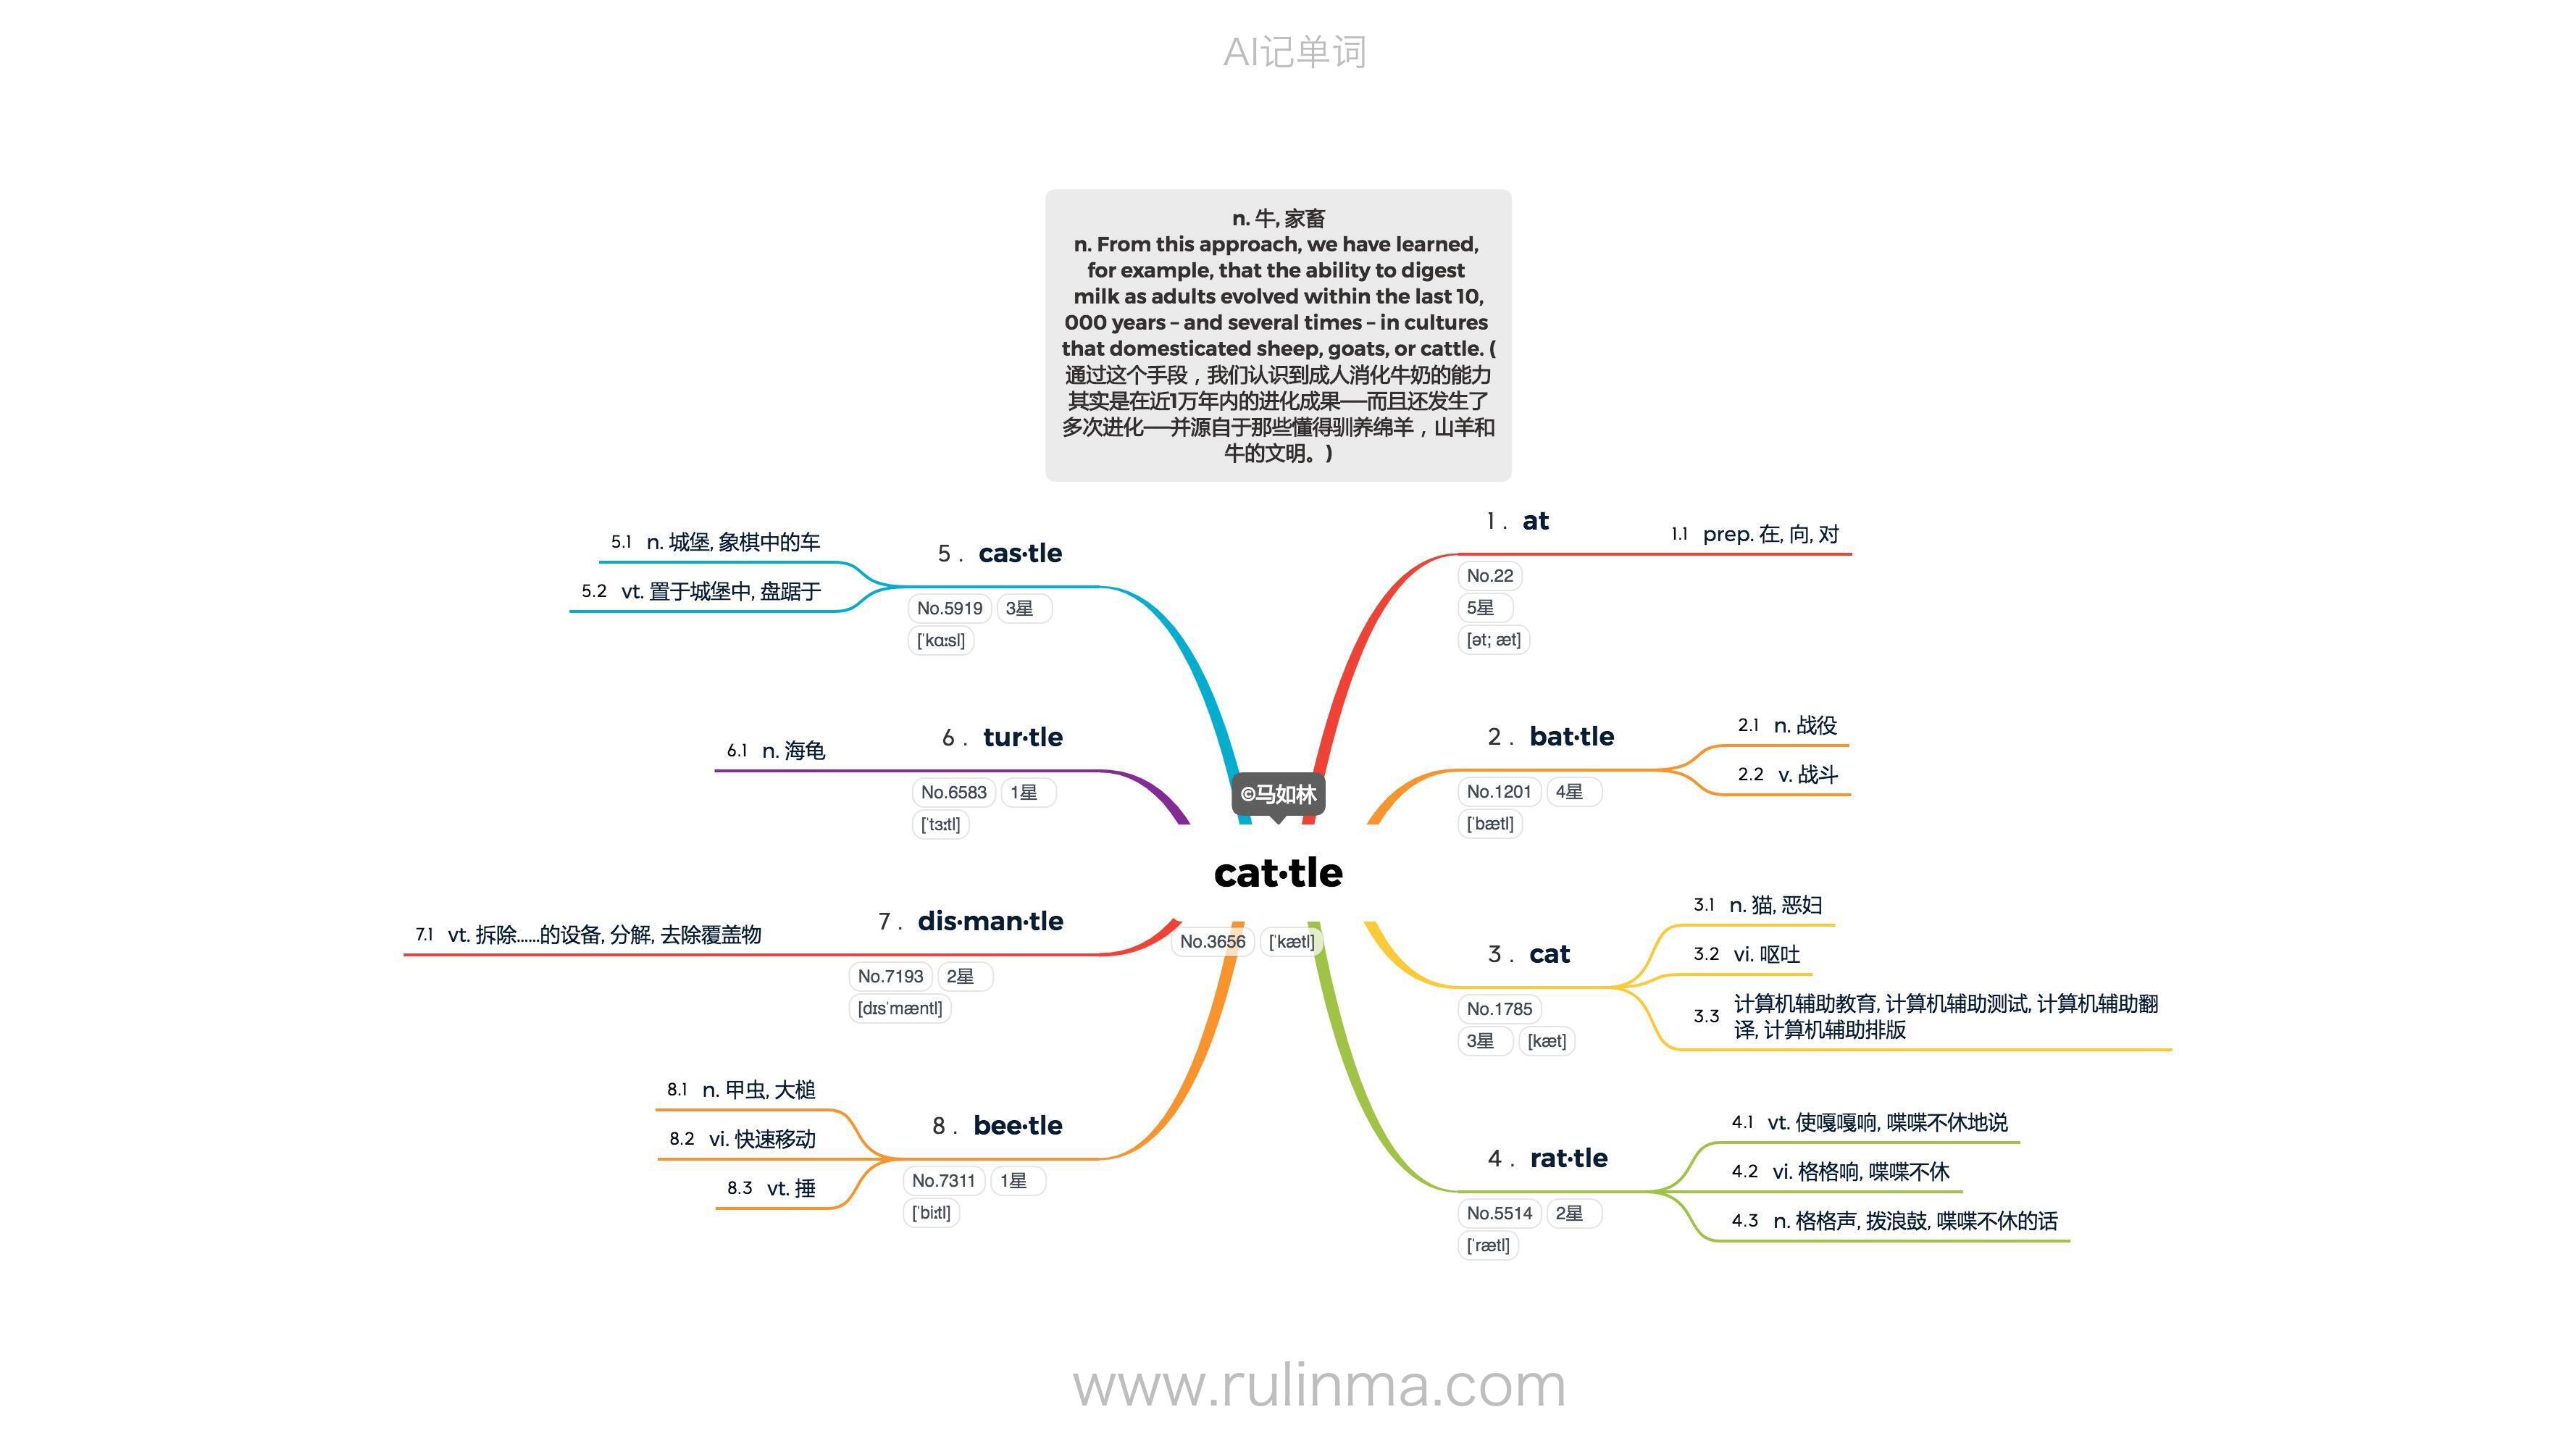 AI记单词
n. 牛, 家畜
n. From this approach, we have learned,
for example, that the ability to digest
milk as adults evolved within the last 10,
000 years – and several times – in cultures
that domesticated sheep, goats, or cattle. (
通过这个手段，我们认识到成人消化牛奶的能力
其实是在近1万年内的进化成果──而且还发生了
多次进化──并源自于那些懂得驯养绵羊，山羊和
牛的文明。)
©马如林
cat·tle
No.3656 [ˈkætl]
1. at
No.22
5星
[ət; æt]
1.1 prep. 在, 向, 对
2. bat·tle
No.1201 4星
[ˈbætl]
2.1 n. 战役
2.2 v. 战斗
3. cat
No.1785
3星 [kæt]
3.1 n. 猫, 恶妇
3.2 vi. 呕吐
3.3 计算机辅助教育, 计算机辅助测试, 计算机辅助翻
译, 计算机辅助排版
4. rat·tle
No.5514 2星
[ˈrætl]
4.1 vt. 使嘎嘎响, 喋喋不休地说
4.2 vi. 格格响, 喋喋不休
4.3 n. 格格声, 拨浪鼓, 喋喋不休的话
5. cas·tle
No.5919 3星
[ˈkɑːsl]
5.1 n. 城堡, 象棋中的车
5.2 vt. 置于城堡中, 盘踞于
6. tur·tle
No.6583 1星
[ˈtɜːtl]
6.1 n. 海龟
7. dis·man·tle
No.7193 2星
[dɪsˈmæntl]
7.1 vt. 拆除……的设备, 分解, 去除覆盖物
8. bee·tle
No.7311 1星
[ˈbiːtl]
8.1 n. 甲虫, 大槌
8.2 vi. 快速移动
8.3 vt. 捶
www.rulinma.com